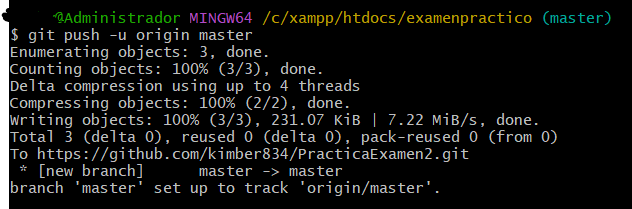 Administrador MINGW64 /c/xampp/htdocs/examenpractico (master)
$ git push -u origin master
Enumerating objects: 3, done.
Counting objects: 100% (3/3), done.
Delta compression using up to 4 threads
Compressing objects: 100% (2/2), done.
Writing objects: 100% (3/3), 231.07 KiB | 7.22 MiB/s, done.
Total 3 (delta 0), reused 0 (delta 0), pack-reused 0 (from 0)
To https://github.com/kimber834/PracticaExamen2.git
 * [new branch]      master -> master
branch 'master' set up to track 'origin/master'.